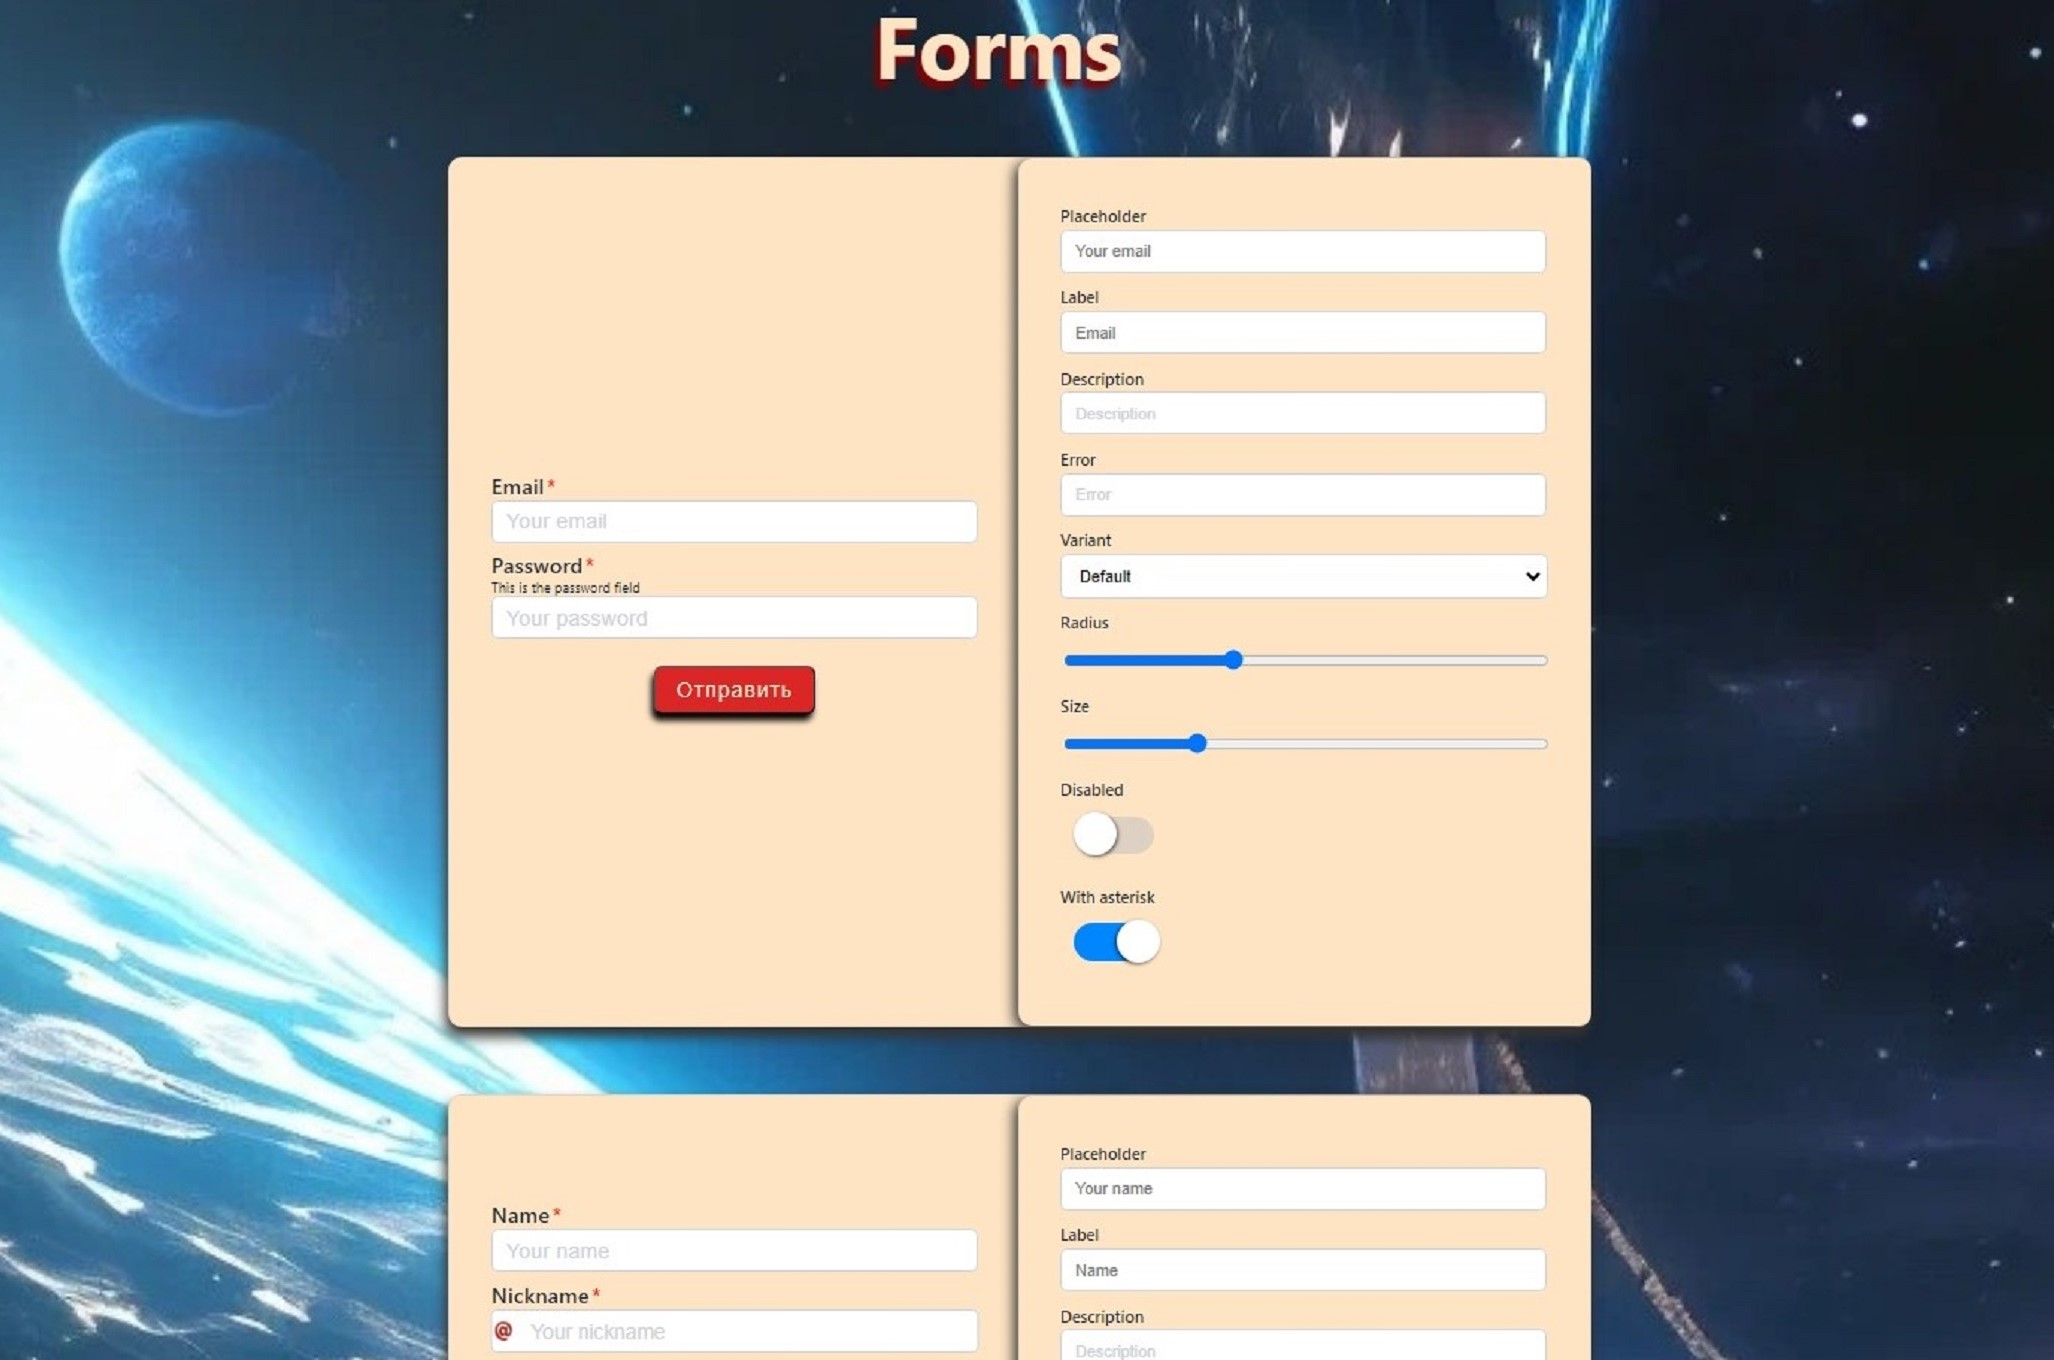 Forms
Email*
Your email
Password*
This is the password field
Your password
Отправить
Placeholder
Your email
Label
Email
Description
Description
Error
Error
Variant
Default
Radius
Size
Disabled
With asterisk
Name*
Your name
Nickname*
@ Your nickname
Placeholder
Your name
Label
Name
Description
Description